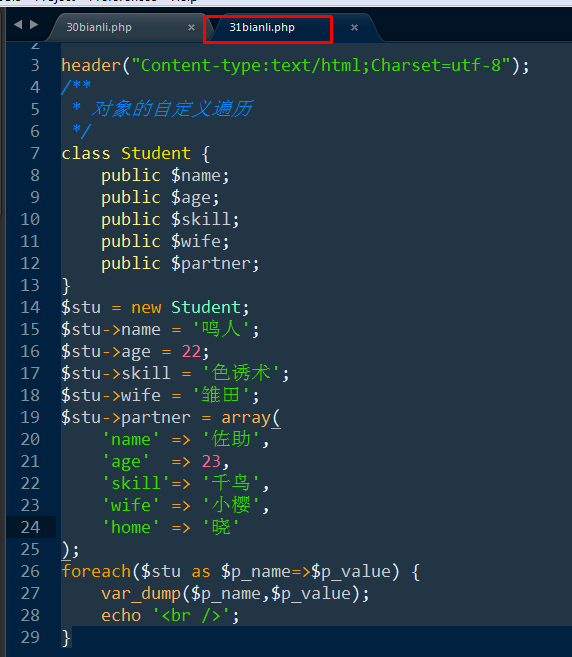 30bianli.php × 31bianli.php ×
3 header("Content-type:text/html;Charset=utf-8");
4 /**
5  * 对象的自定义遍历
6  */
7 class Student {
8     public $name;
9     public $age;
10     public $skill;
11     public $wife;
12     public $partner;
13 }
14 $stu = new Student;
15 $stu->name = '鸣人';
16 $stu->age = 22;
17 $stu->skill = '色诱术';
18 $stu->wife = '雏田';
19 $stu->partner = array(
20     'name' => '佐助',
21     'age'  => 23,
22     'skill'=> '千鸟',
23     'wife' => '小樱',
24     'home' => '晓'
25 );
26 foreach($stu as $p_name=>$p_value) {
27     var_dump($p_name,$p_value);
28     echo '<br />';
29 }